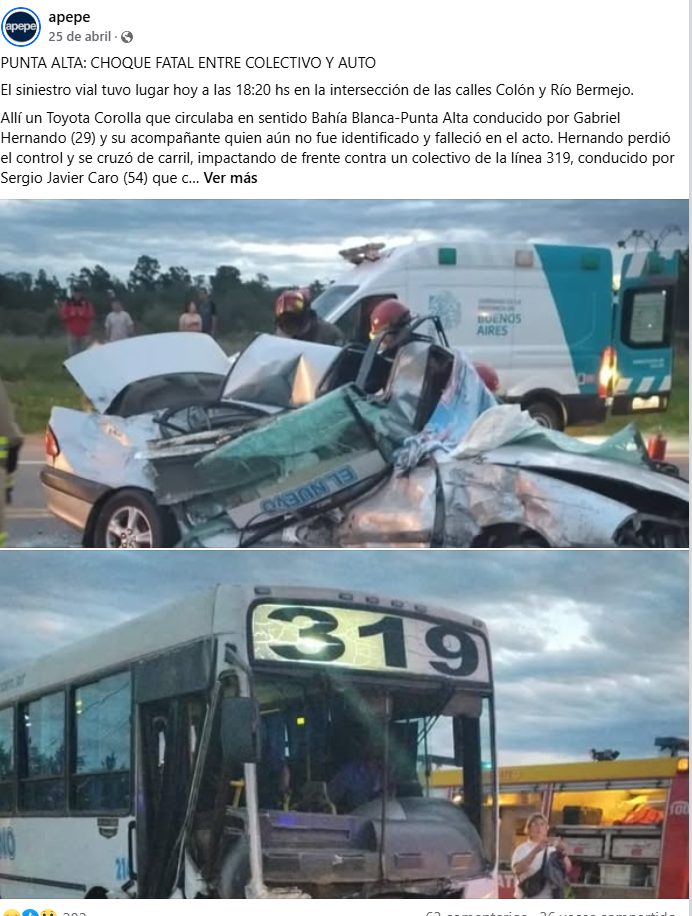 apepe
apepe
25 de abril ·
PUNTA ALTA: CHOQUE FATAL ENTRE COLECTIVO Y AUTO
El siniestro vial tuvo lugar hoy a las 18:20 hs en la intersección de las calles Colón y Río Bermejo.
Allí un Toyota Corolla que circulaba en sentido Bahía Blanca-Punta Alta conducido por Gabriel
Hernando (29) y su acompañante quien aún no fue identificado y falleció en el acto. Hernando perdió
el control y se cruzó de carril, impactando de frente contra un colectivo de la línea 319, conducido por
Sergio Javier Caro (54) que c... Ver más
BUENOS
AIRES
EL NUEVO
319